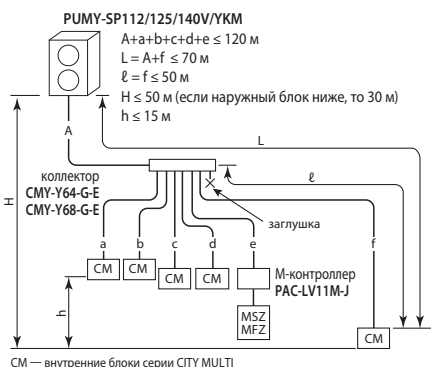 PUMY-SP112/125/140V/YKM
A+a+b+c+d+e ≤ 120 м
L = A+f ≤ 70 м
ℓ = f ≤ 50 м
H ≤ 50 м (если наружный блок ниже, то 30 м)
h ≤ 15 м
A
L
H
коллектор
CMY-Y64-G-E
CMY-Y68-G-E
ℓ
заглушка
a
b
c
d
e
f
CM
CM
CM
CM
М-контроллер
PAC-LV11M-J
h
MSZ
MFZ
CM
CM — внутренние блоки серии CITY MULTI